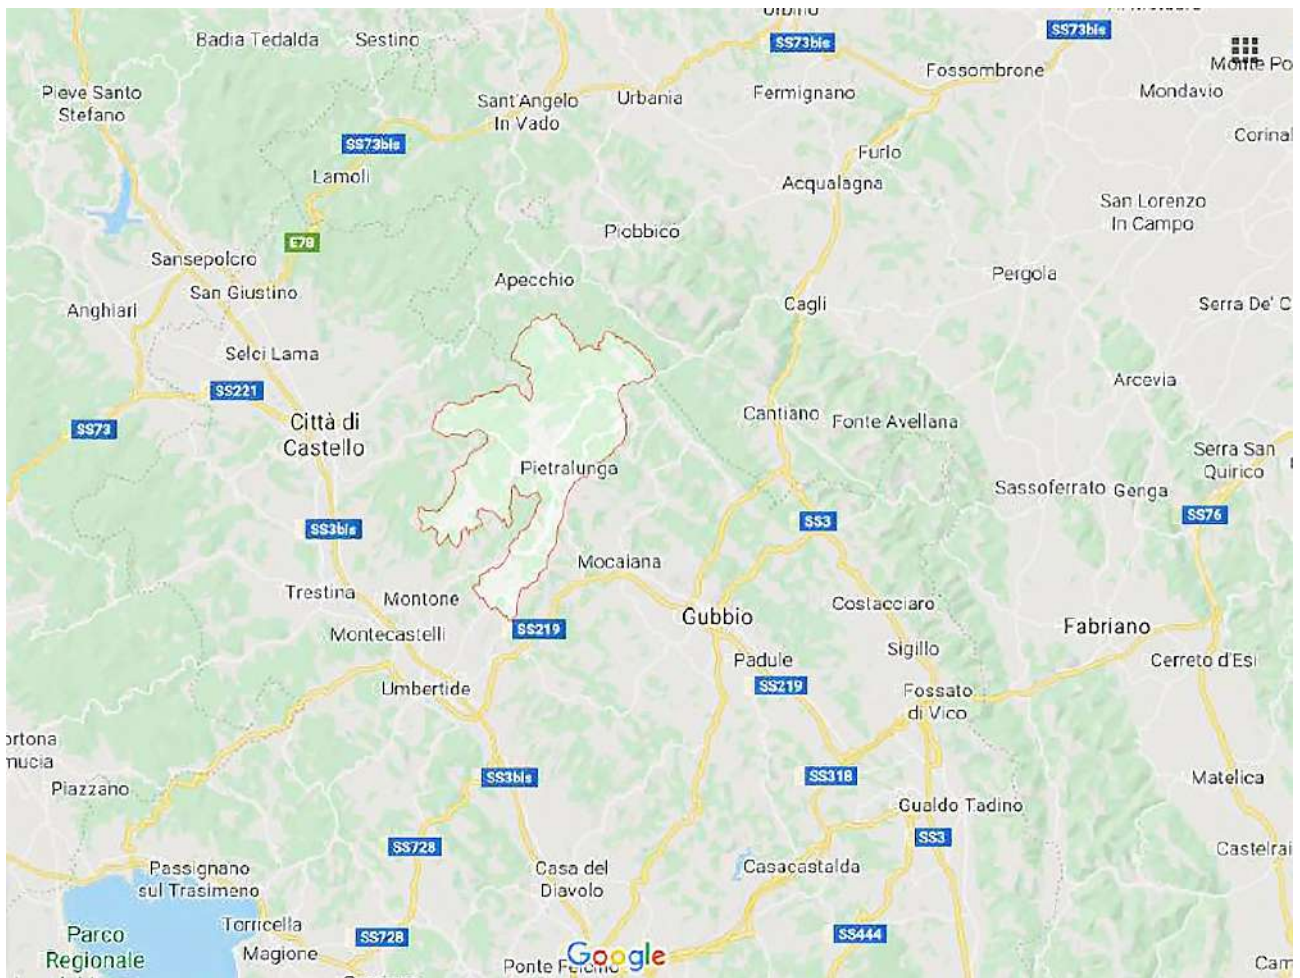 Urbino
SS73bis
Badia Tedalda
Sestino
SS73bis
Fossombrone
Pieve Santo
Stefano
Sant'Angelo
In Vado
Urbania
Fermignano
Mondavio
SS73bis
Furlo
Lamoli
Acqualagna
San Lorenzo
In Campo
Piobbico
E78
Sansepolcro
Apecchio
Pergola
San Giustino
Anghiari
Cagli
Serra De'
Selci Lama
Arcevia
SS221
Cantiano
Fonte Avellana
SS73
Città di
Castello
Serra San
Quirico
Pietralunga
Sassoferrato
Genga
SS3bis
SS3
SS76
Mocaiana
Trestina
Montone
Costacciaro
Gubbio
Fabriano
SS219
Montecastelli
Sigillo
Padule
Cerreto d'Esi
SS219
Umbertide
Fossato
di Vico
SS3bis
SS318
Matelica
Piazzano
Gualdo Tadino
SS3
SS728
Passignano
sul Trasimeno
Casa del
Diavolo
Casacastalda
Torricella
Parco
Regionale
SS728
SS444
Magione
Google
Ponte